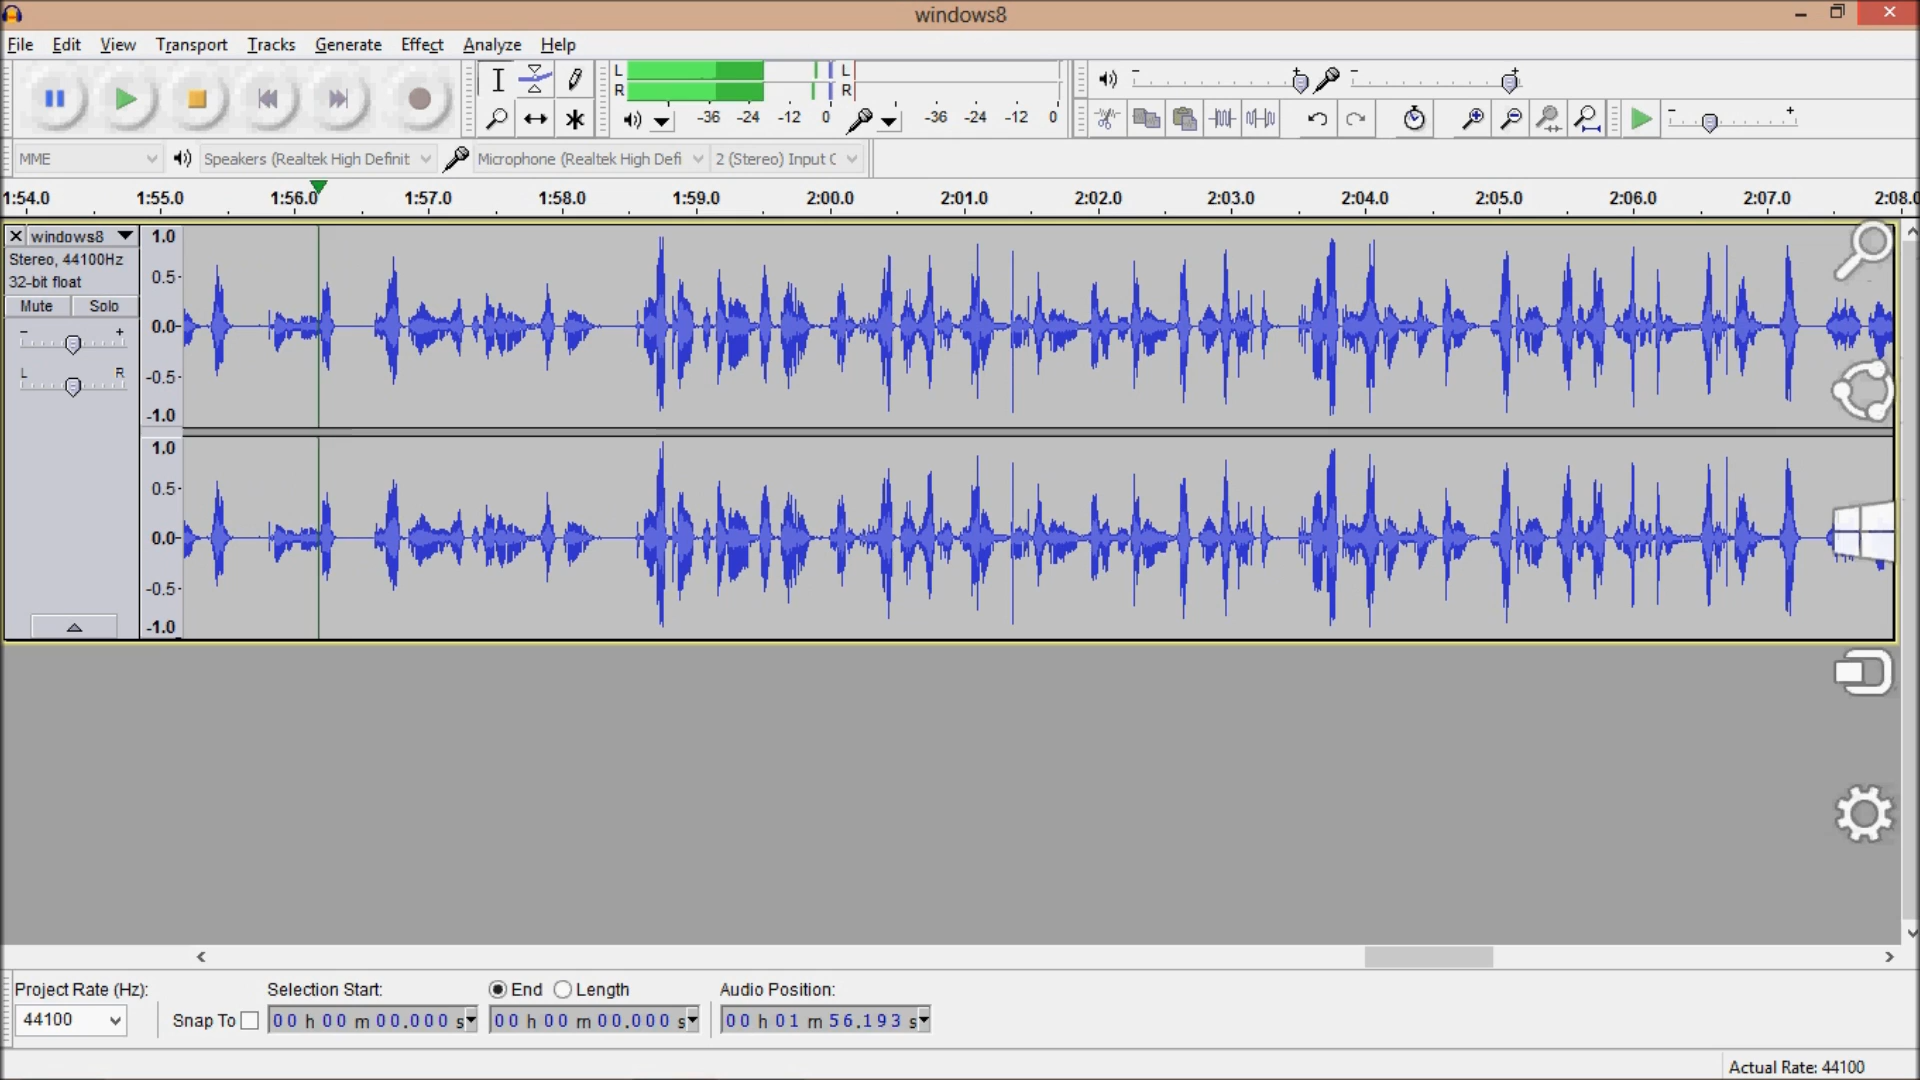 windows8
File Edit View Transport Tracks Generate Effect Analyze Help
L L
R R
-36 -24 -12 0 -36 -24 -12 0
MME Speakers (Realtek High Definit Microphone (Realtek High Defi 2 (Stereo) Input C
1:54.0 1:55.0 1:56.0 1:57.0 1:58.0 1:59.0 2:00.0 2:01.0 2:02.0 2:03.0 2:04.0 2:05.0 2:06.0 2:07.0 2:08.0
windows8 1.0
Stereo, 44100Hz
32-bit float 0.5
Mute Solo
- + 0.0
L R -0.5
-1.0
1.0
0.5
0.0
-0.5
-1.0
Project Rate (Hz): Selection Start: End Length Audio Position:
44100 Snap To 00 h 00 m 00.000 s 00 h 00 m 00.000 s 00 h 01 m 56.193 s
Actual Rate: 44100